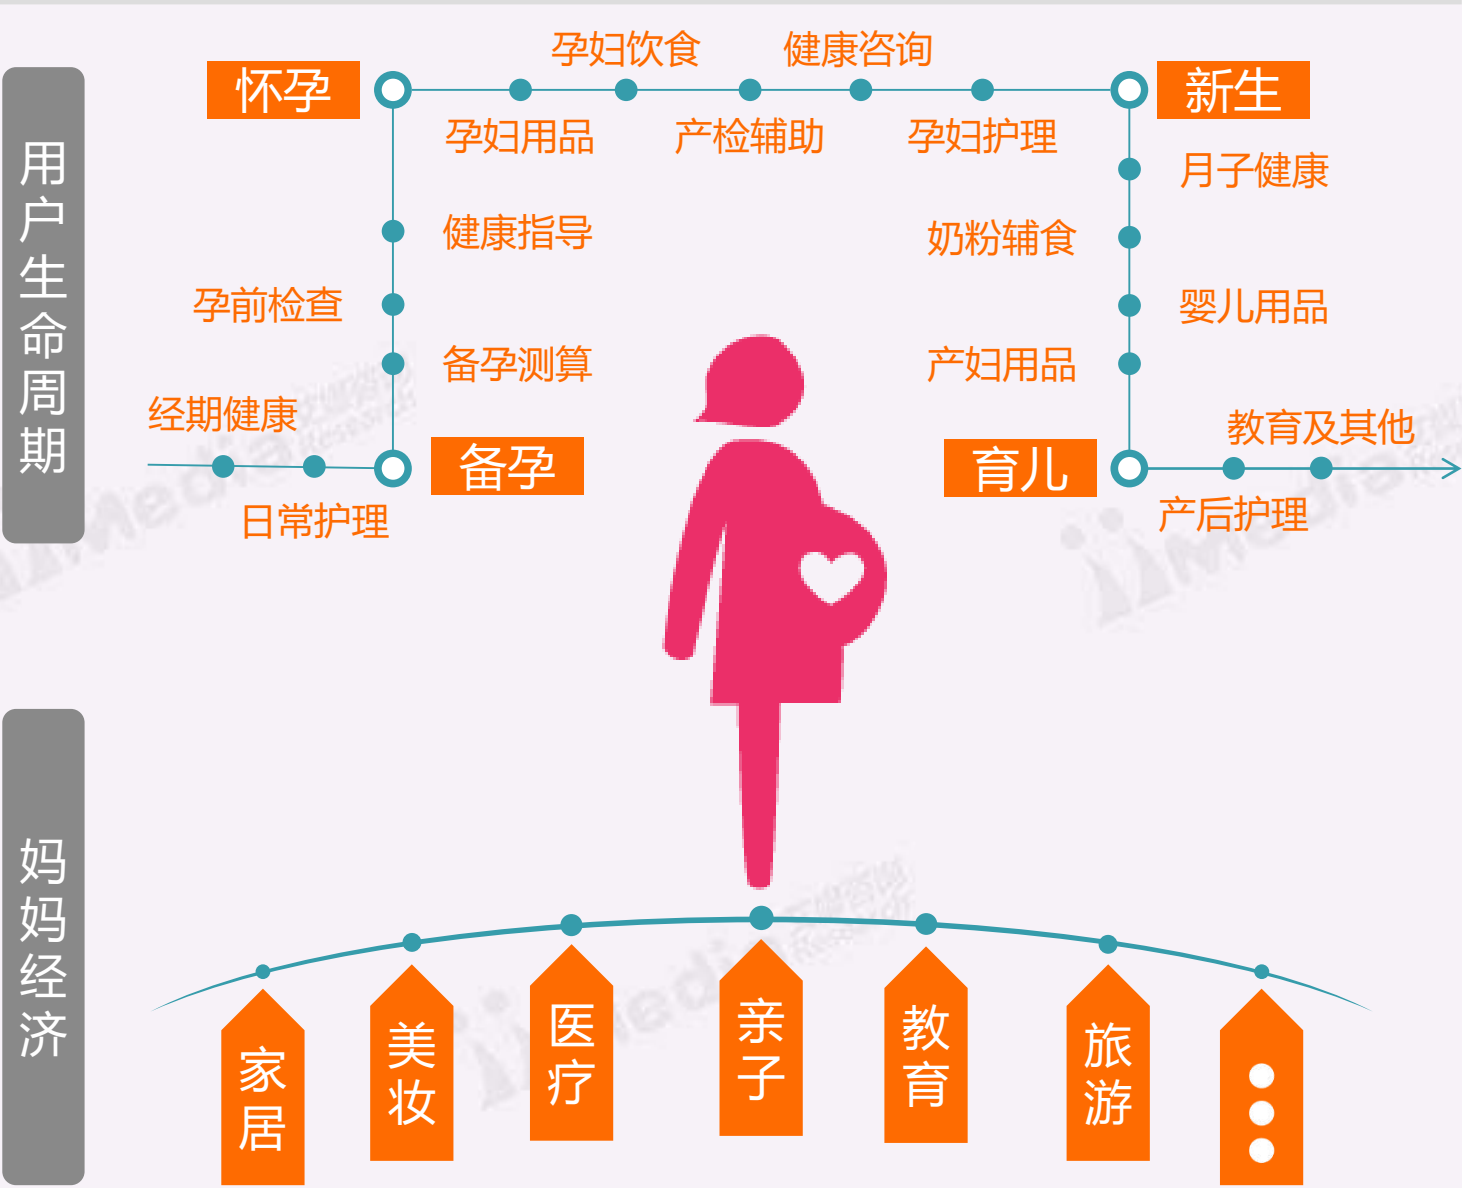 用户生命周期
怀孕
孕妇饮食
健康咨询
新生
孕妇用品
产检辅助
孕妇护理
月子健康
健康指导
奶粉辅食
孕前检查
婴儿用品
备孕测算
产妇用品
经期健康
教育及其他
备孕
育儿
日常护理
产后护理
妈妈经济
家居
美妆
医疗
亲子
教育
旅游
iiMedia
Research
iiMedia
iiMedia